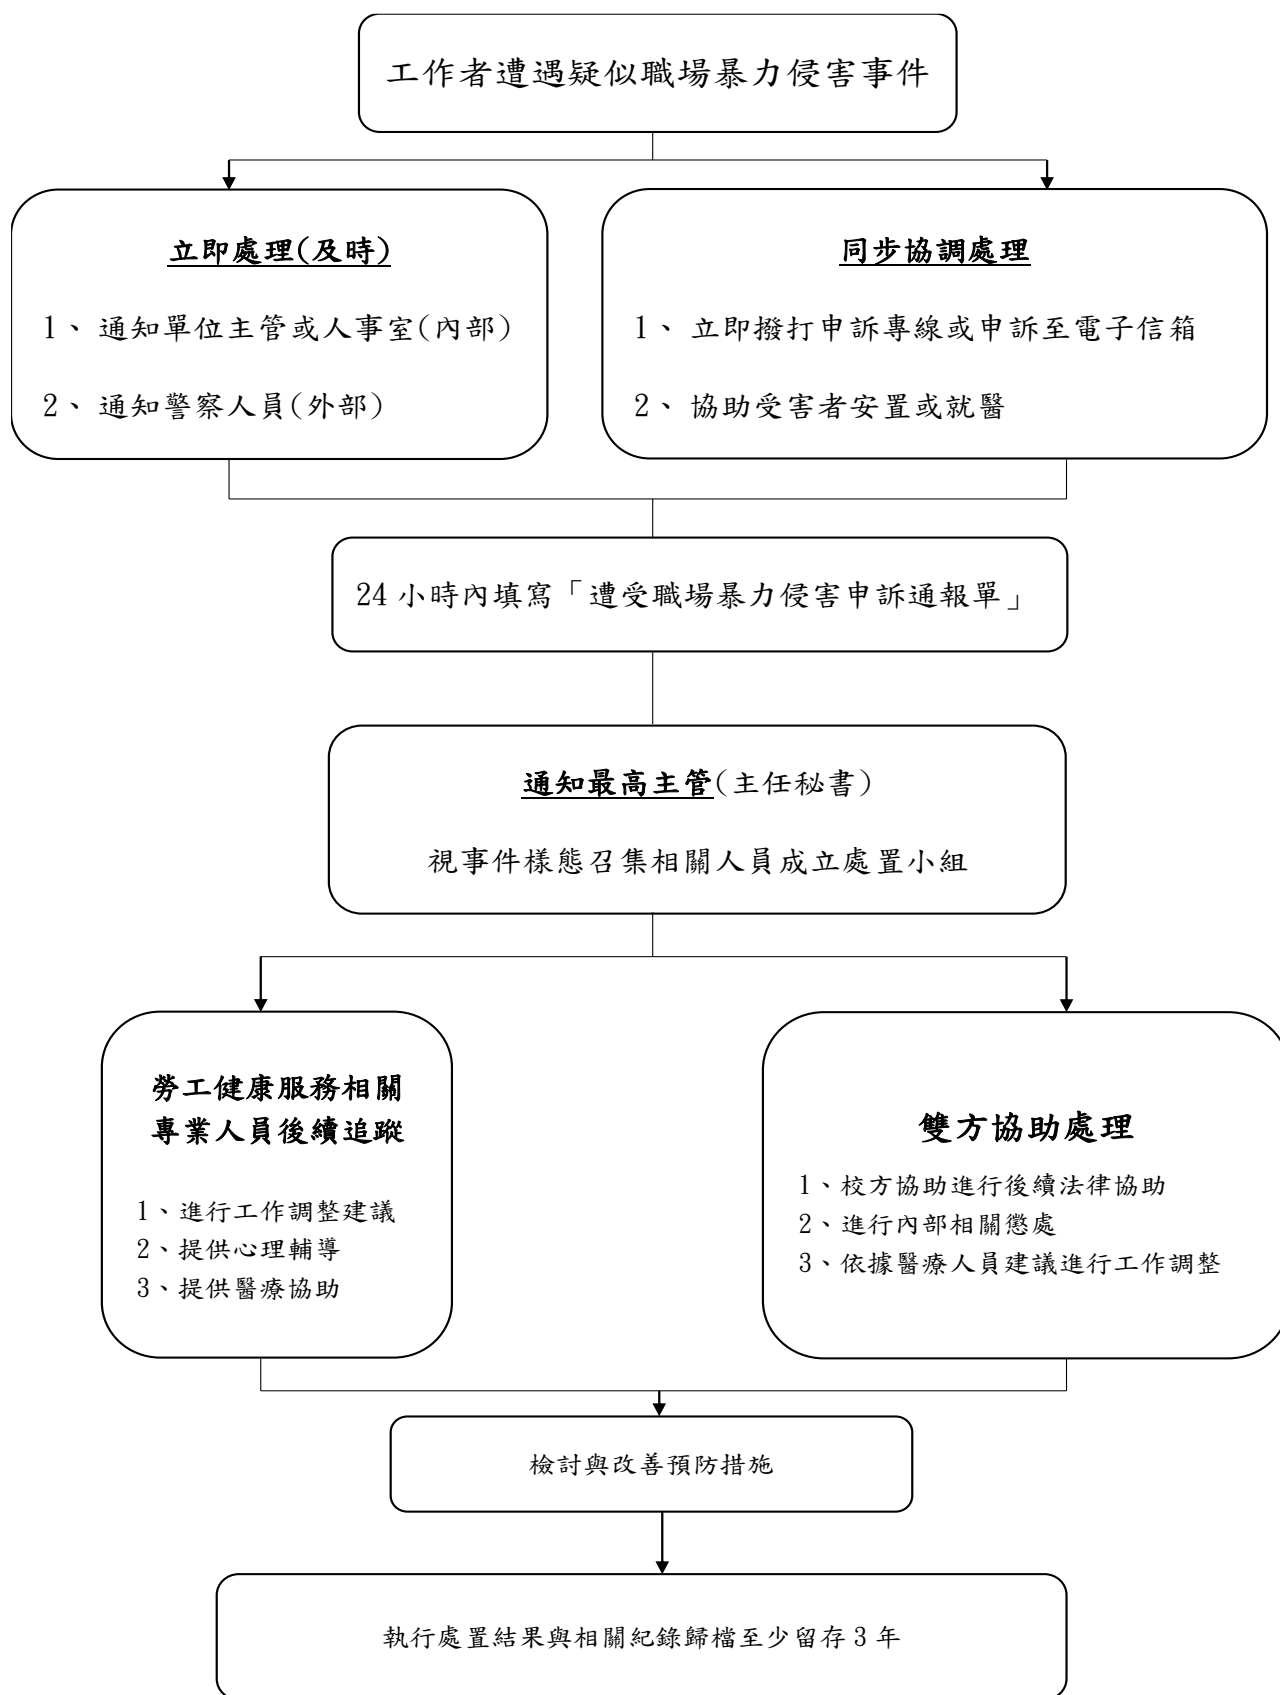 工作者遭遇疑似職場暴力侵害事件
立即處理(及時)
1、 通知單位主管或人事室(內部)
2、 通知警察人員(外部)
同步協調處理
1、 立即撥打申訴專線或申訴至電子信箱
2、 協助受害者安置或就醫
24 小時內填寫「遭受職場暴力侵害申訴通報單」
通知最高主管(主任秘書)
視事件樣態召集相關人員成立處置小組
勞工健康服務相關
專業人員後續追蹤
1、進行工作調整建議
2、提供心理輔導
3、提供醫療協助
雙方協助處理
1、校方協助進行後續法律協助
2、進行內部相關懲處
3、依據醫療人員建議進行工作調整
檢討與改善預防措施
執行處置結果與相關紀錄歸檔至少留存 3 年